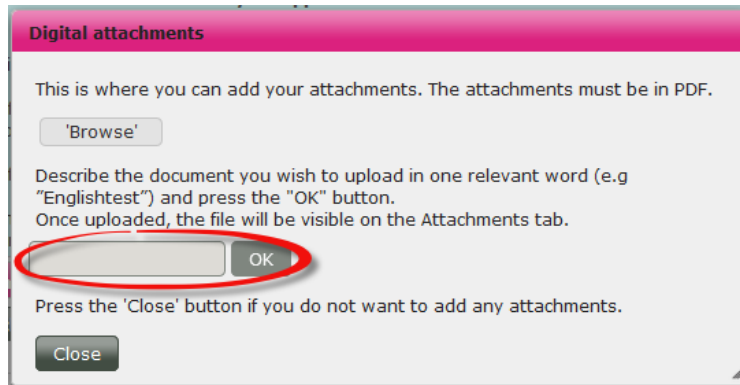 Digital attachments
This is where you can add your attachments. The attachments must be in PDF.
'Browse'
Describe the document you wish to upload in one relevant word (e.g
"Englishtest") and press the "OK" button.
Once uploaded, the file will be visible on the Attachments tab.
OK
Press the 'Close' button if you do not want to add any attachments.
Close